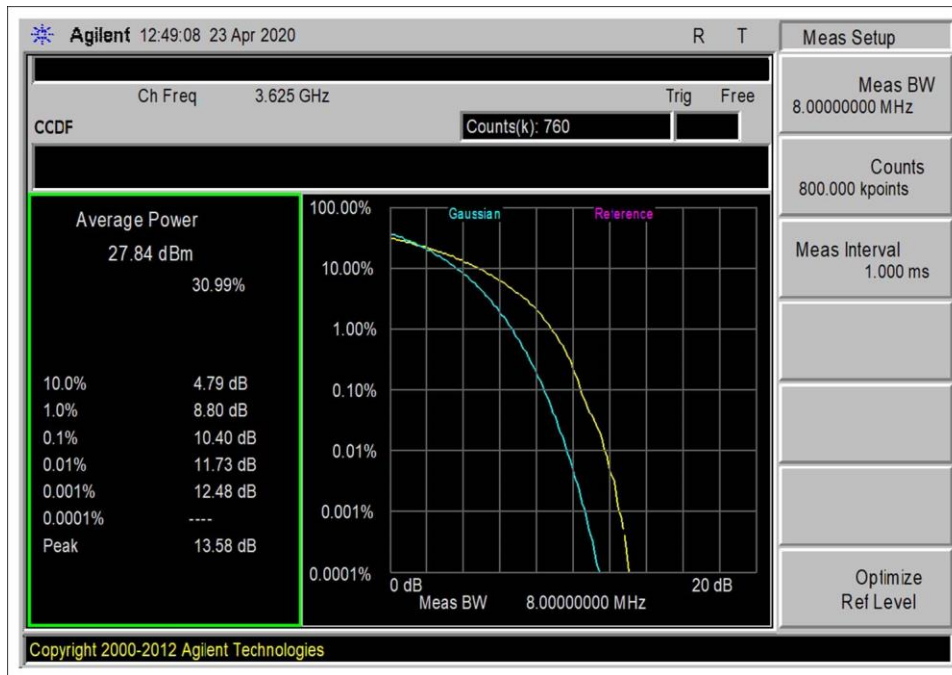 Agilent 12:49:08 23 Apr 2020 R T
Ch Freq 3.625 GHz Trig Free
CCDF Counts(k): 760
Average Power
27.84 dBm
30.99%
10.0% 4.79 dB
1.0% 8.80 dB
0.1% 10.40 dB
0.01% 11.73 dB
0.001% 12.48 dB
0.0001% ----
Peak 13.58 dB
Gaussian Reference
100.00%
10.00%
1.00%
0.10%
0.01%
0.001%
0.0001%
0 dB 20 dB
Meas BW 8.00000000 MHz
Meas Setup
Meas BW
8.00000000 MHz
Counts
800.000 kpoints
Meas Interval
1.000 ms
Optimize
Ref Level
Copyright 2000-2012 Agilent Technologies